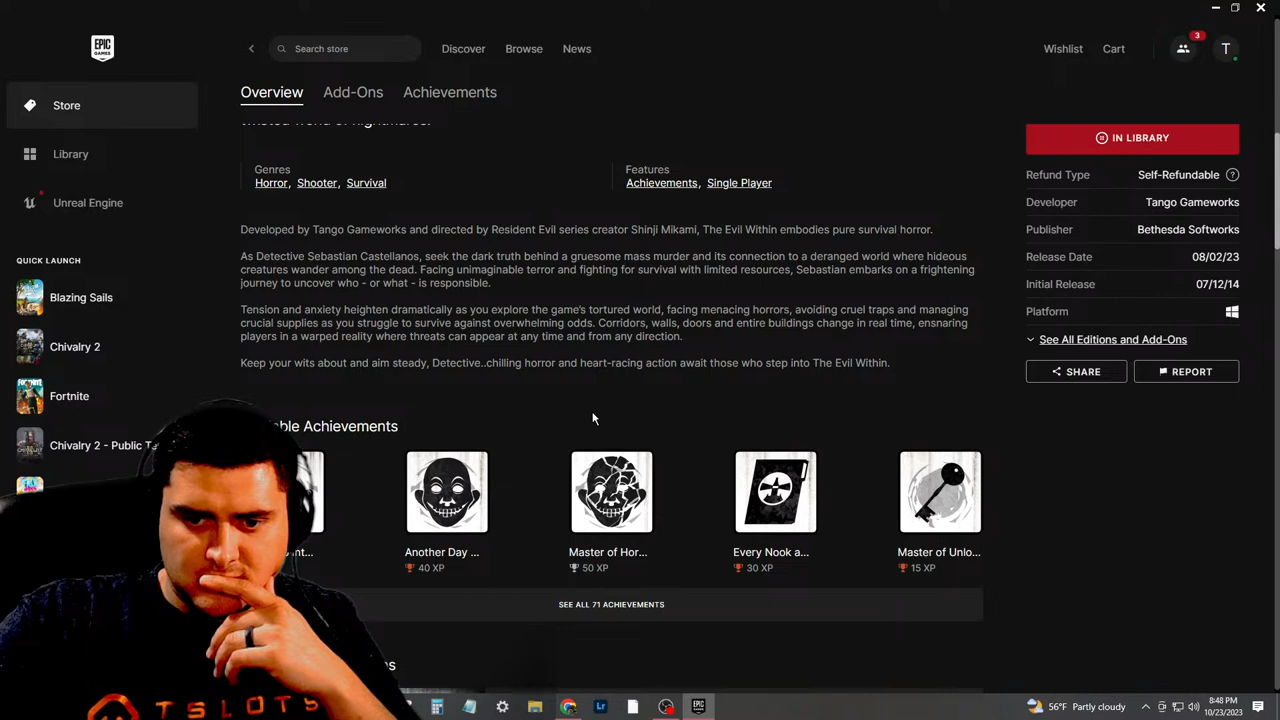 EPIC
GAMES
Search store
Discover
Browse
News
Wishlist
Cart
3
T
Store
Library
Unreal Engine
QUICK LAUNCH
Blazing Sails
Chivalry 2
Fortnite
Chivalry 2 - Public Te
Overview
Add-Ons
Achievements
twisted world of nightmares.
Genres
Horror, Shooter, Survival
Features
Achievements, Single Player
Developed by Tango Gameworks and directed by Resident Evil series creator Shinji Mikami, The Evil Within embodies pure survival horror.
As Detective Sebastian Castellanos, seek the dark truth behind a gruesome mass murder and its connection to a deranged world where hideous
creatures wander among the dead. Facing unimaginable terror and fighting for survival with limited resources, Sebastian embarks on a frightening
journey to uncover who - or what - is responsible.
Tension and anxiety heighten dramatically as you explore the game's tortured world, facing menacing horrors, avoiding cruel traps and managing
crucial supplies as you struggle to survive against overwhelming odds. Corridors, walls, doors and entire buildings change in real time, ensnaring
players in a warped reality where threats can appear at any time and from any direction.
Keep your wits about and aim steady, Detective..chilling horror and heart-racing action await those who step into The Evil Within.
IN LIBRARY
Refund Type Self-Refundable ?
Developer Tango Gameworks
Publisher Bethesda Softworks
Release Date 08/02/23
Initial Release 07/12/14
Platform
See All Editions and Add-Ons
SHARE
REPORT
able Achievements
nt...
Another Day ...
40 XP
Master of Hor...
50 XP
Every Nook a...
30 XP
Master of Unlo...
15 XP
SEE ALL 71 ACHIEVEMENTS
es
TSLOTS
Lr
EPIC
56°F Partly cloudy
8:48 PM
10/23/2023